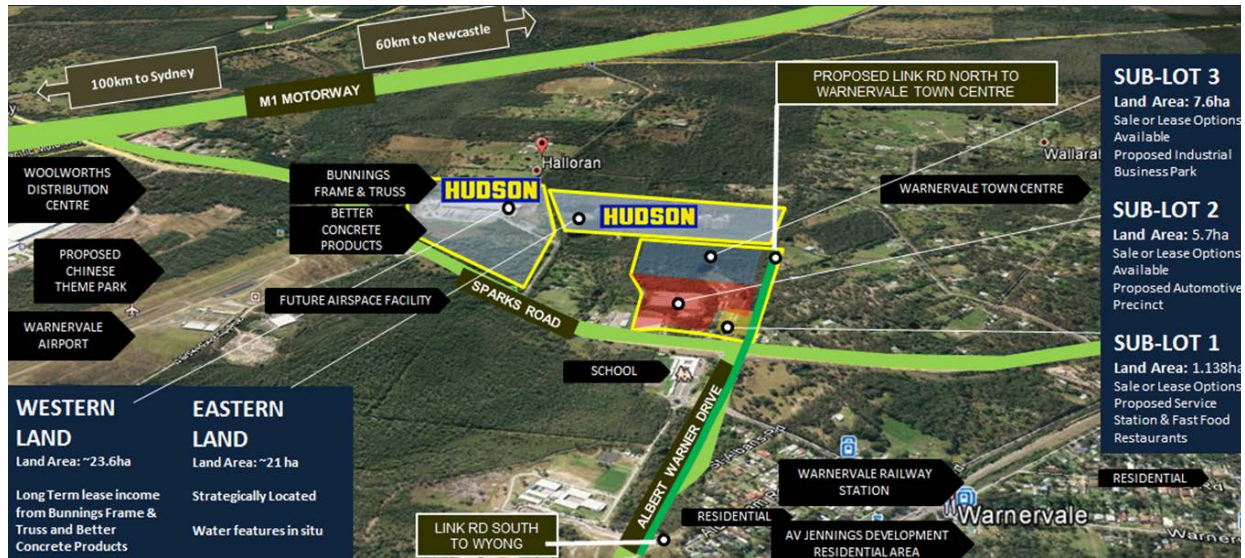 60km to Newcastle
100km to Sydney
M1 MOTORWAY
PROPOSED LINK RD NORTH TO
WARNERVALE TOWN CENTRE
SUB-LOT 3
Land Area: 7.6ha
Sale or Lease Options
Available
Proposed Industrial
Business Park
Halloran
WOOLWORTHS
DISTRIBUTION
CENTRE
BUNNINGS
FRAME & TRUSS
HUDSON
BETTER
CONCRETE
PRODUCTS
HUDSON
WARNERVALE TOWN CENTRE
SUB-LOT 2
Land Area: 5.7ha
Sale or Lease Options
Available
Proposed Automotive
Precinct
PROPOSED
CHINESE
THEME PARK
FUTURE AIRSPACE FACILITY
SPARKS ROAD
WARNERVALE
AIRPORT
SUB-LOT 1
Land Area: 1.138ha
Sale or Lease Options
Proposed Service
Station & Fast Food
Restaurants
SCHOOL
ALBERT WARNER DRIVE
WESTERN
LAND
Land Area: ~23.6ha
Long Term lease income
from Bunnings Frame &
Truss and Better
Concrete Products
EASTERN
LAND
Land Area: ~21 ha
Strategically Located
Water features in situ
WARNERVALE RAILWAY
STATION
RESIDENTIAL
Warnervale
RESIDENTIAL
AV JENNINGS DEVELOPMENT
RESIDENTIAL AREA
LINK RD SOUTH
TO WYONG